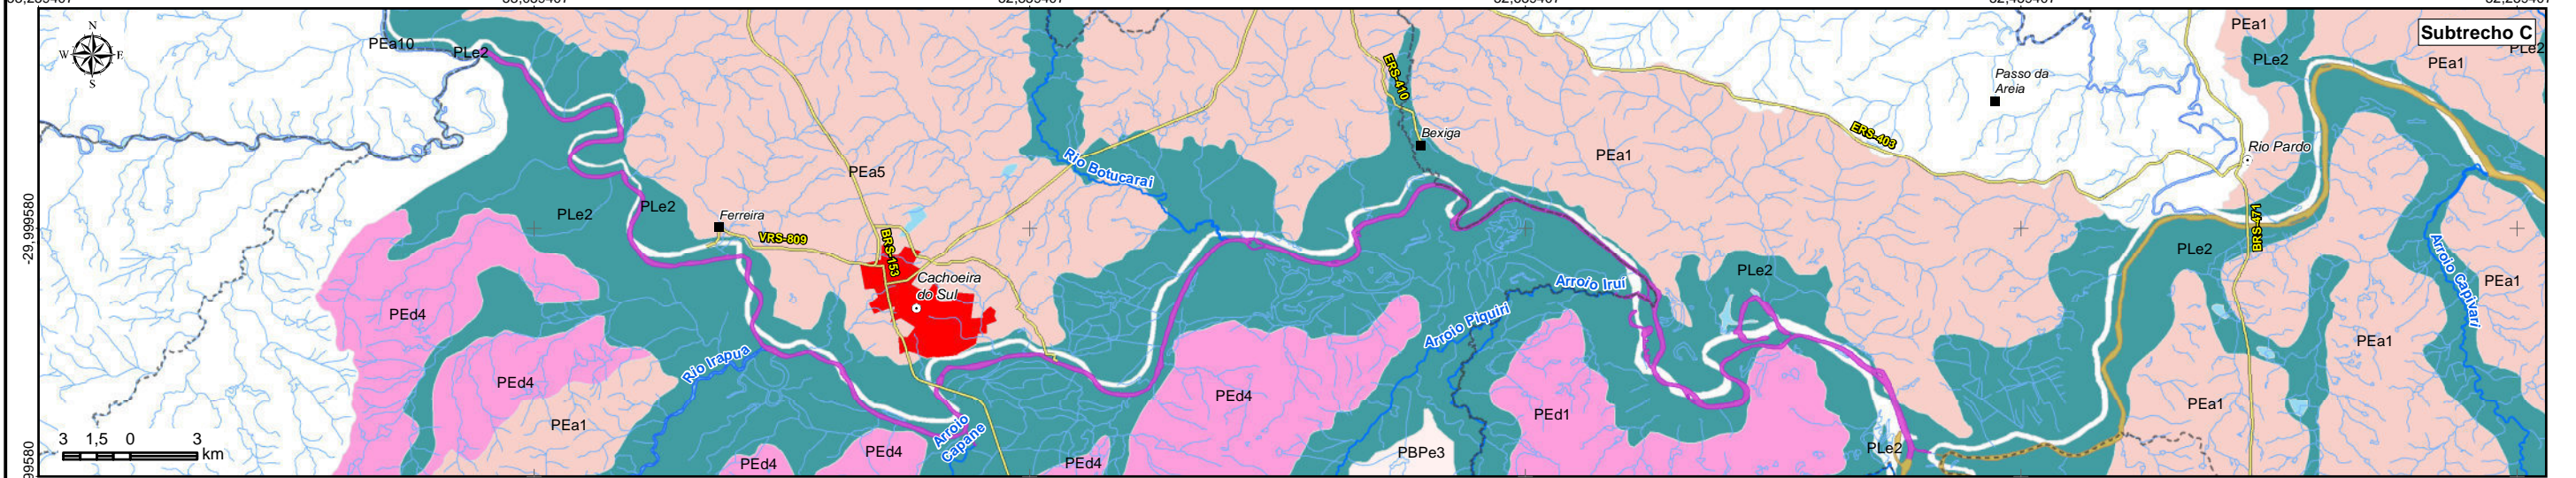 N
W
E
S
Subtrecho C
PEa10
PLe2
PEa1
PLe2
PLe2
PEa1
ERS-410
Passo da
Areia
Bexiga
ERS-403
Rio Pardo
PEa1
Rio Botucaraí
PEa5
PLe2
PLe2
Ferreira
VRS-809
BRS-153
BRS-471
PLe2
Arroio Capivari
PEa1
Cachoeira
do Sul
PLe2
Arroio Iruí
Arroio Piquiri
PEd4
PEd4
PEa1
Rio Irapua
Arroio
Capane
PEd4
PEd4
PEd4
PEd4
PEd1
PBPe3
PLe2
PEa1
PEa1
3 1,5 0 3
km
-29,999580